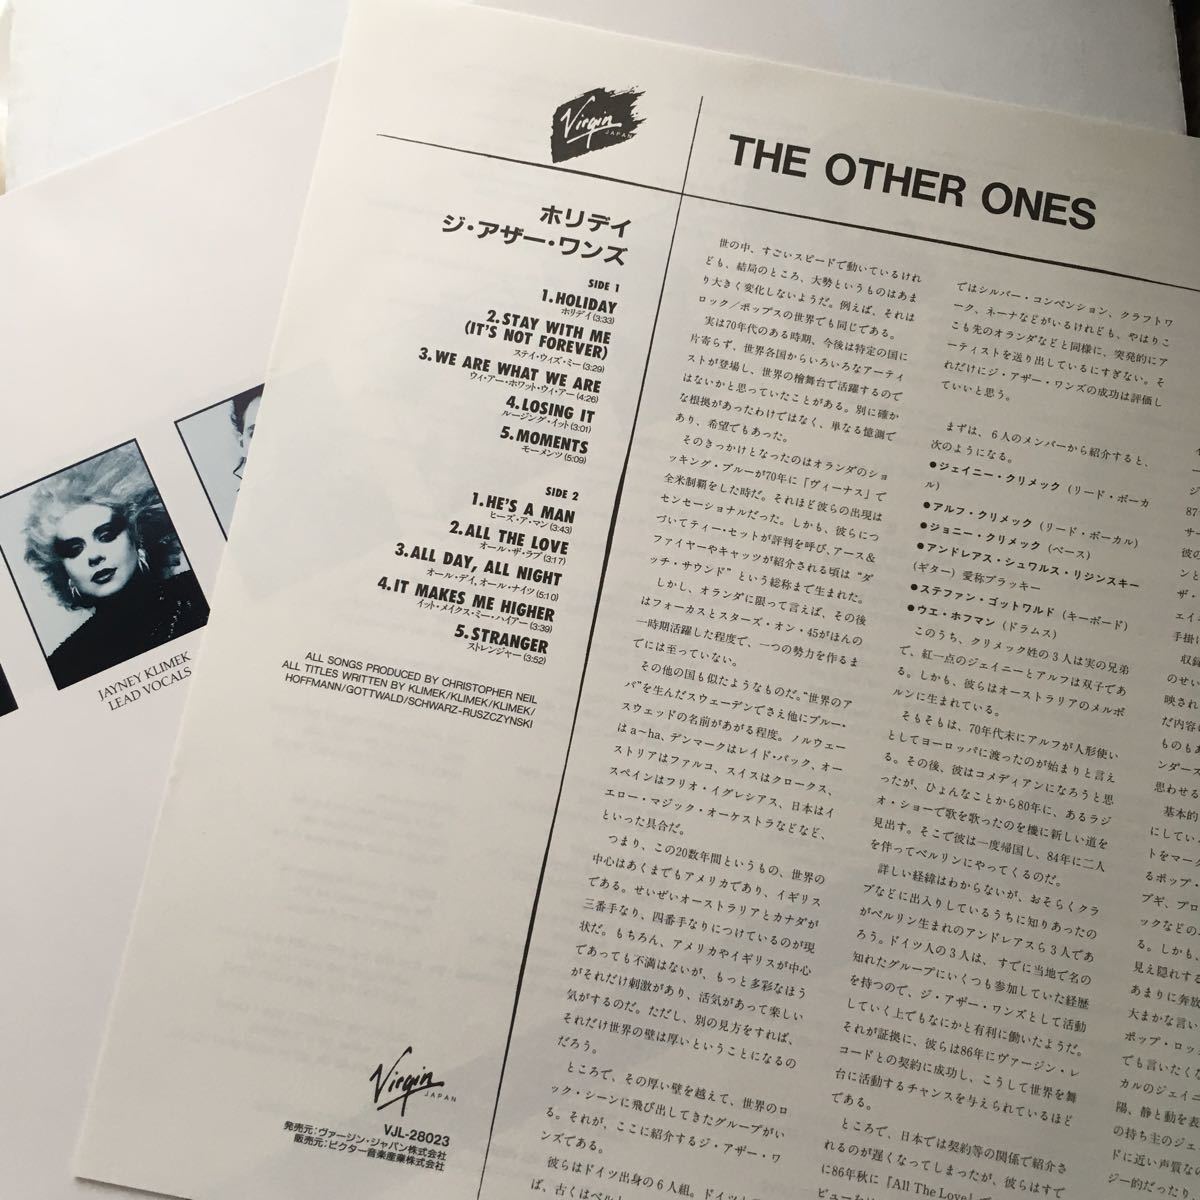 Virgin
JAPAN
THE OTHER ONES
ホリデイ
ジ・アザー・ワンズ
SIDE 1
1.HOLIDAY
ホリデイ(3:33)
2.STAY WITH ME
(IT'S NOT FOREVER)
ステイ・ウィズ・ミー(3:29)
3.WE ARE WHAT WE ARE
ウィ・アー・ホワット・ウィ・アー(4:26)
4.LOSING IT
ルージング・イット(3:01)
5.MOMENTS
モーメンツ(5:09)
SIDE 2
1.HE'S A MAN
ヒーズ・ア・マン(3:43)
2.ALL THE LOVE
オール・ザ・ラブ(3:17)
3.ALL DAY, ALL NIGHT
オール・デイ,オール・ナイツ(5:10)
4.IT MAKES ME HIGHER
イット・メイクス・ミー・ハイアー(3:39)
5.STRANGER
ストレンジャー(3:52)
ALL SONGS PRODUCED BY CHRISTOPHER NEIL
ALL TITLES WRITTEN BY KLIMEK/KLIMEK/KLIMEK/
HOFFMANN/GOTTWALD/SCHWARZ-RUSZCZYNSKI
Virgin
JAPAN
VJL-28023
発売元:ヴァージン・ジャパン株式会社
販売元:ビクター音楽産業株式会社
世の中、すごいスピードで動いているけれ
ども、結局のところ、大勢というものはあま
り大きく変化しないようだ。例えば、それは
ロック／ポップスの世界でも同じである。
実は70年代のある時期、今後は特定の国に
片寄らず、世界各国からいろいろなアーティ
ストが登場し、世界の檜舞台で活躍するので
はないかと思っていたことがある。別に確か
な根拠があったわけではなく、単なる憶測で
あり、希望でもあった。
そのきっかけとなったのはオランダのショ
ッキング・ブルーが70年に「ヴィーナス」で
全米制覇をした時だ。それほど彼らの出現は
センセーショナルだった。しかも、彼らにつ
づいてティー・セットが評判を呼び、アース＆
ファイヤーやキャッツが紹介される頃は“ダ
ッチ・サウンド”という総称まで生まれた。
しかし、オランダに限って言えば、その後
はフォーカスとスターズ・オン・45がほんの
一時期活躍した程度で、一つの勢力を作るま
でには至っていない。
その他の国も似たようなものだ。“世界のア
バ”を生んだスウェーデンでさえ他にブルー・
スウェッドの名前があがる程度。ノルウェー
はa～ha、デンマークはレイド・バック、オー
ストリアはファルコ、スイスはクロークス、
スペインはフリオ・イグレシアス、日本はイ
エロー・マジック・オーケストラなどなど、
といった具合だ。
つまり、この20数年間というもの、世界の
中心はあくまでもアメリカであり、イギリス
である。せいぜいオーストラリアとカナダが
三番手なり、四番手なりにつけているのが現
状だ。もちろん、アメリカやイギリスが中心
であっても不満はないが、もっと多彩なほう
がそれだけ刺激があり、活気があって楽しい
気がするのだ。ただし、別の見方をすれば、
それだけ世界の壁は厚いということになるの
だろう。
ところで、その厚い壁を越えて、世界のロ
ック・シーンに飛び出してきたグループがい
る。それが、ここに紹介するジ・アザー・ワ
ンズである。
彼らはドイツ出身の6人組。ドイツ
ば、古くは
ではシルバー・コンベンション、クラフトワ
ーク、ネーナなどがいるけれども、やはりこ
こも先のオランダなどと同様に、突発的にア
ーティストを送り出しているにすぎない。そ
れだけにジ・アザー・ワンズの成功は評価し
ていいと思う。
まずは、6人のメンバーから紹介すると、
次のようになる。
●ジェイニー・クリメック（リード・ボーカ
ル）
●アルフ・クリメック（リード・ボーカル）
●ジョニー・クリメック（ベース）
●アンドレアス・シュワルス・リジンスキー
（ギター）愛称ブラッキー
●ステファン・ゴットワルド（キーボード）
●ウエ・ホフマン（ドラムス）
このうち、クリメック姓の3人は実の兄弟
で、紅一点のジェイニーとアルフは双子であ
る。しかも、彼らはオーストラリアのメルボ
ルンに生まれている。
そもそもは、70年代末にアルフが人形使い
としてヨーロッパに渡ったのが始まりと言え
る。その後、彼はコメディアンになろうと思
ったが、ひょんなことから80年に、あるラジ
オ・ショーで歌を歌ったのを機に新しい道を
見出す。そこで彼は一度帰国し、84年に二人
を伴ってベルリンにやってくるのだ。
詳しい経緯はわからないが、おそらくクラ
ブなどに出入りしているうちに知りあったの
がベルリン生まれのアンドレアスら3人であ
ろう。ドイツ人の3人は、すでに当地で名の
知れたグループにいくつも参加していた経歴
を持つので、ジ・アザー・ワンズとして活動
していく上でもなにかと有利に働いたようだ。
それが証拠に、彼らは86年にヴァージン・レ
コードとの契約に成功し、こうして世界を舞
台に活動するチャンスを与えられているほど
である。
ところで、日本では契約等の関係で紹介さ
れるのが遅くなってしまったが、彼らはすで
に86年秋に「All The Love」
JAYNEY KLIMEK
LEAD VOCALS